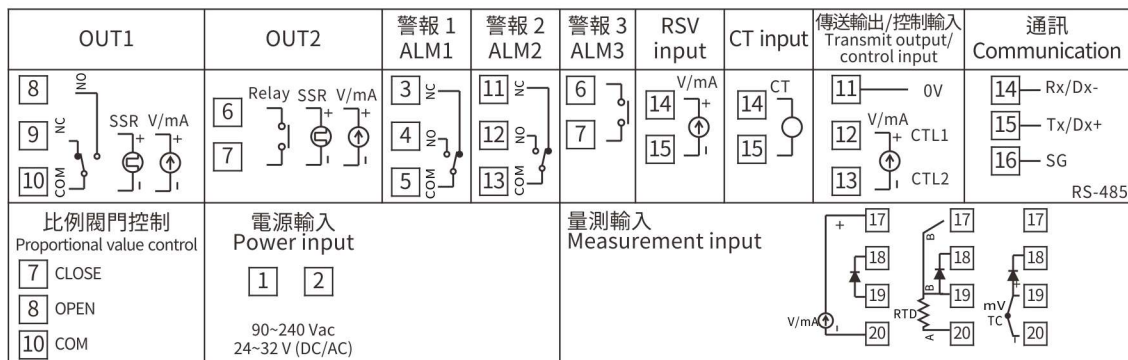 OUT1
OUT2
警報 1
ALM1
警報 2
ALM2
警報 3
ALM3
RSV
input
CT input
傳送輸出/控制輸入
Transmit output/
control input
通訊
Communication
8
9
10
NO
NC
COM
SSR
+
-
V/mA
+
-
6
7
Relay
SSR
+
-
V/mA
+
-
3
4
5
NC
NO
COM
11
12
13
NC
NO
COM
6
7
14
15
V/mA
+
-
14
15
CT
11
0V
12
V/mA
+
CTL1
13
-
CTL2
14
Rx/Dx-
15
Tx/Dx+
16
SG
RS-485
比例閥門控制
Proportional value control
7 CLOSE
8 OPEN
10 COM
電源輸入
Power input
1 2
90~240 Vac
24~32 V (DC/AC)
量測輸入
Measurement input
+
17
18
19
20
V/mA
-
17
18
19
20
B
B
RTD
A
17
18
19
20
+
mV
TC
-